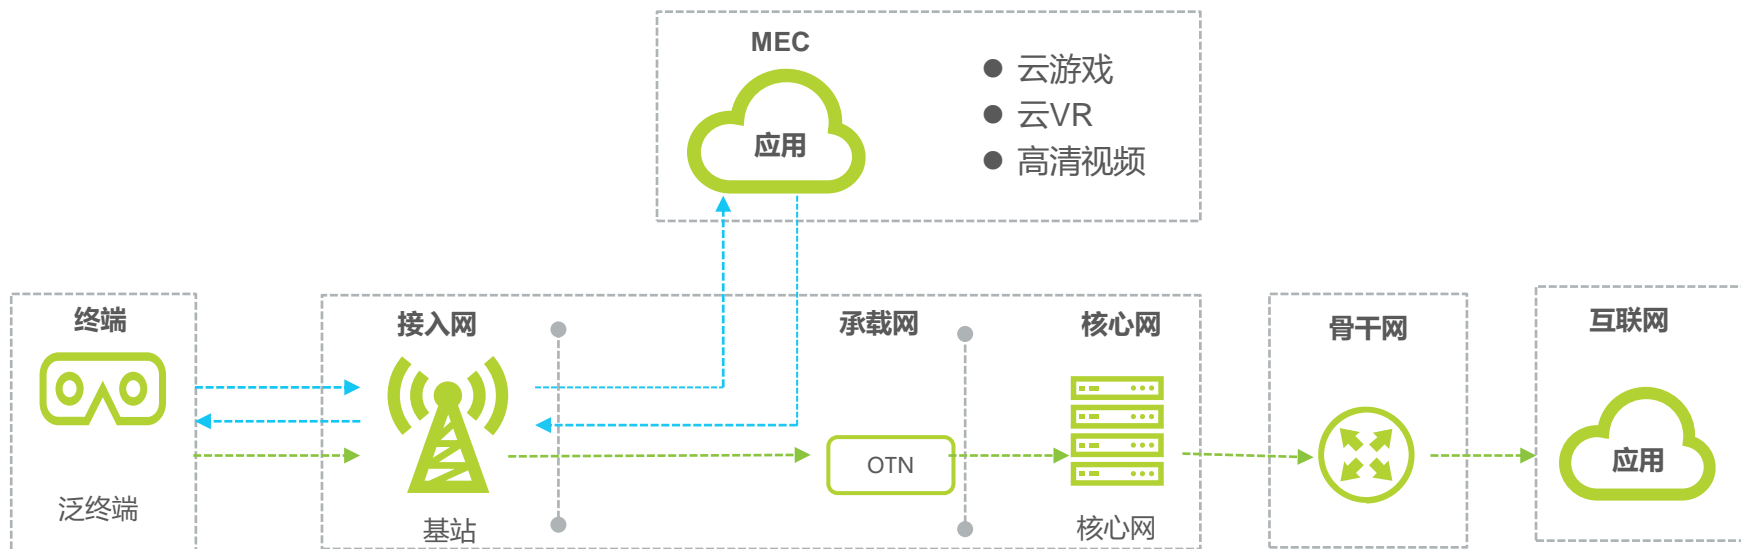 MEC
应用
云游戏
云VR
高清视频
终端
泛终端
接入网
基站
承载网
OTN
核心网
核心网
骨干网
互联网
应用